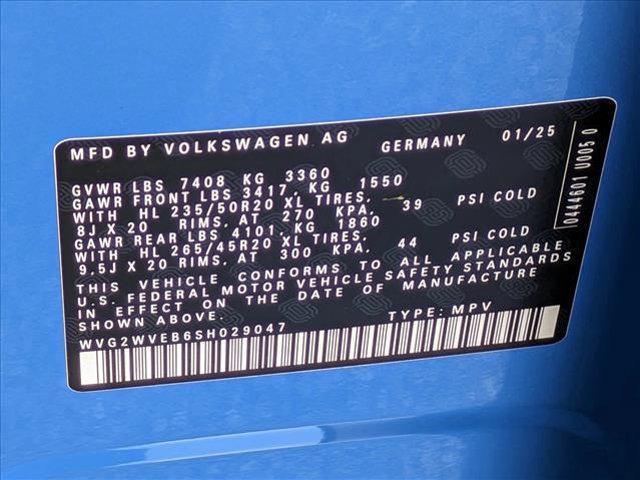 MFD BY VOLKSWAGEN AG GERMANY 01/25
GVWR LBS 7408 KG 3360
GAWR FRONT LBS 3417, KG 1550
WITH HL 235/50R20 XL TIRES,
8J X 20 RIMS, AT 270 KPA, 39 PSI COLD
GAWR REAR LBS 4101, KG 1860
WITH HL 265/45R20 XL TIRES,
9,5J X 20 RIMS, AT 300 KPA, 44 PSI COLD
THIS VEHICLE CONFORMS TO ALL APPLICABLE
U.S. FEDERAL MOTOR VEHICLE SAFETY STANDARDS
IN EFFECT ON THE DATE OF MANUFACTURE
SHOWN ABOVE.
WVG2WVEB6SH029047 TYPE: MPV
0444601 U005 0